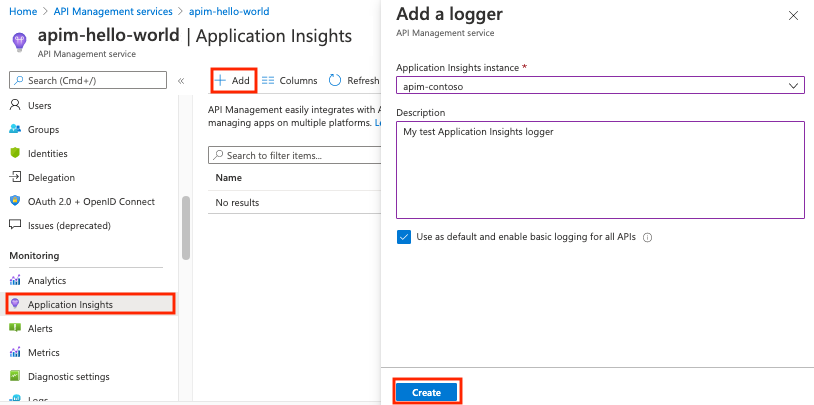 Home > API Management services > apim-hello-world
apim-hello-world | Application Insights
API Management service
Search (Cmd+/)
«
Users
Groups
Identities
Delegation
OAuth 2.0 + OpenID Connect
Issues (deprecated)
Monitoring
Analytics
Application Insights
Alerts
Metrics
Diagnostic settings
Logs
Add
Columns
Refresh
API Management easily integrates with A
managing apps on multiple platforms. Le
Search to filter items...
Name
No results
Add a logger
API Management service
Application Insights instance *
apim-contoso
Description
My test Application Insights logger
Use as default and enable basic logging for all APIs
Create